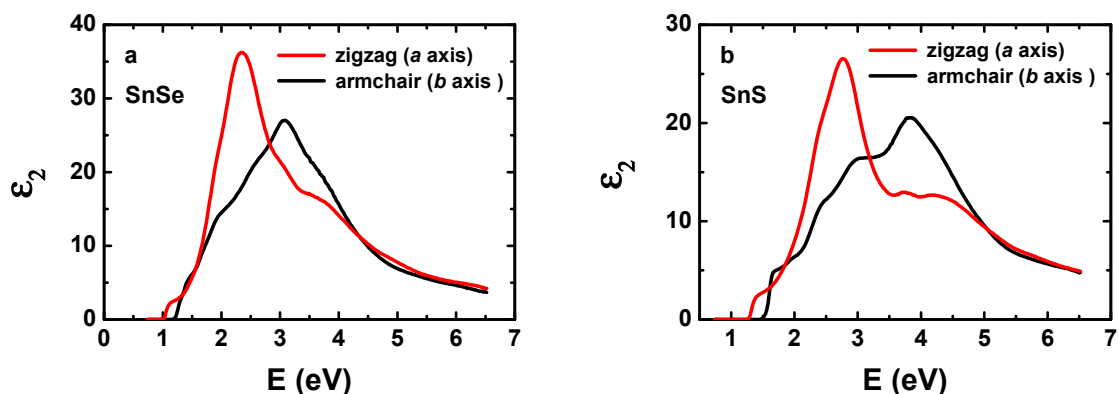 a
SnSe
zigzag (a axis)
armchair (b axis )
40
30
20
10
0
ε2
0 1 2 3 4 5 6 7
E (eV)
b
SnS
zigzag (a axis)
armchair (b axis )
30
20
10
0
ε2
1 2 3 4 5 6 7
E (eV)